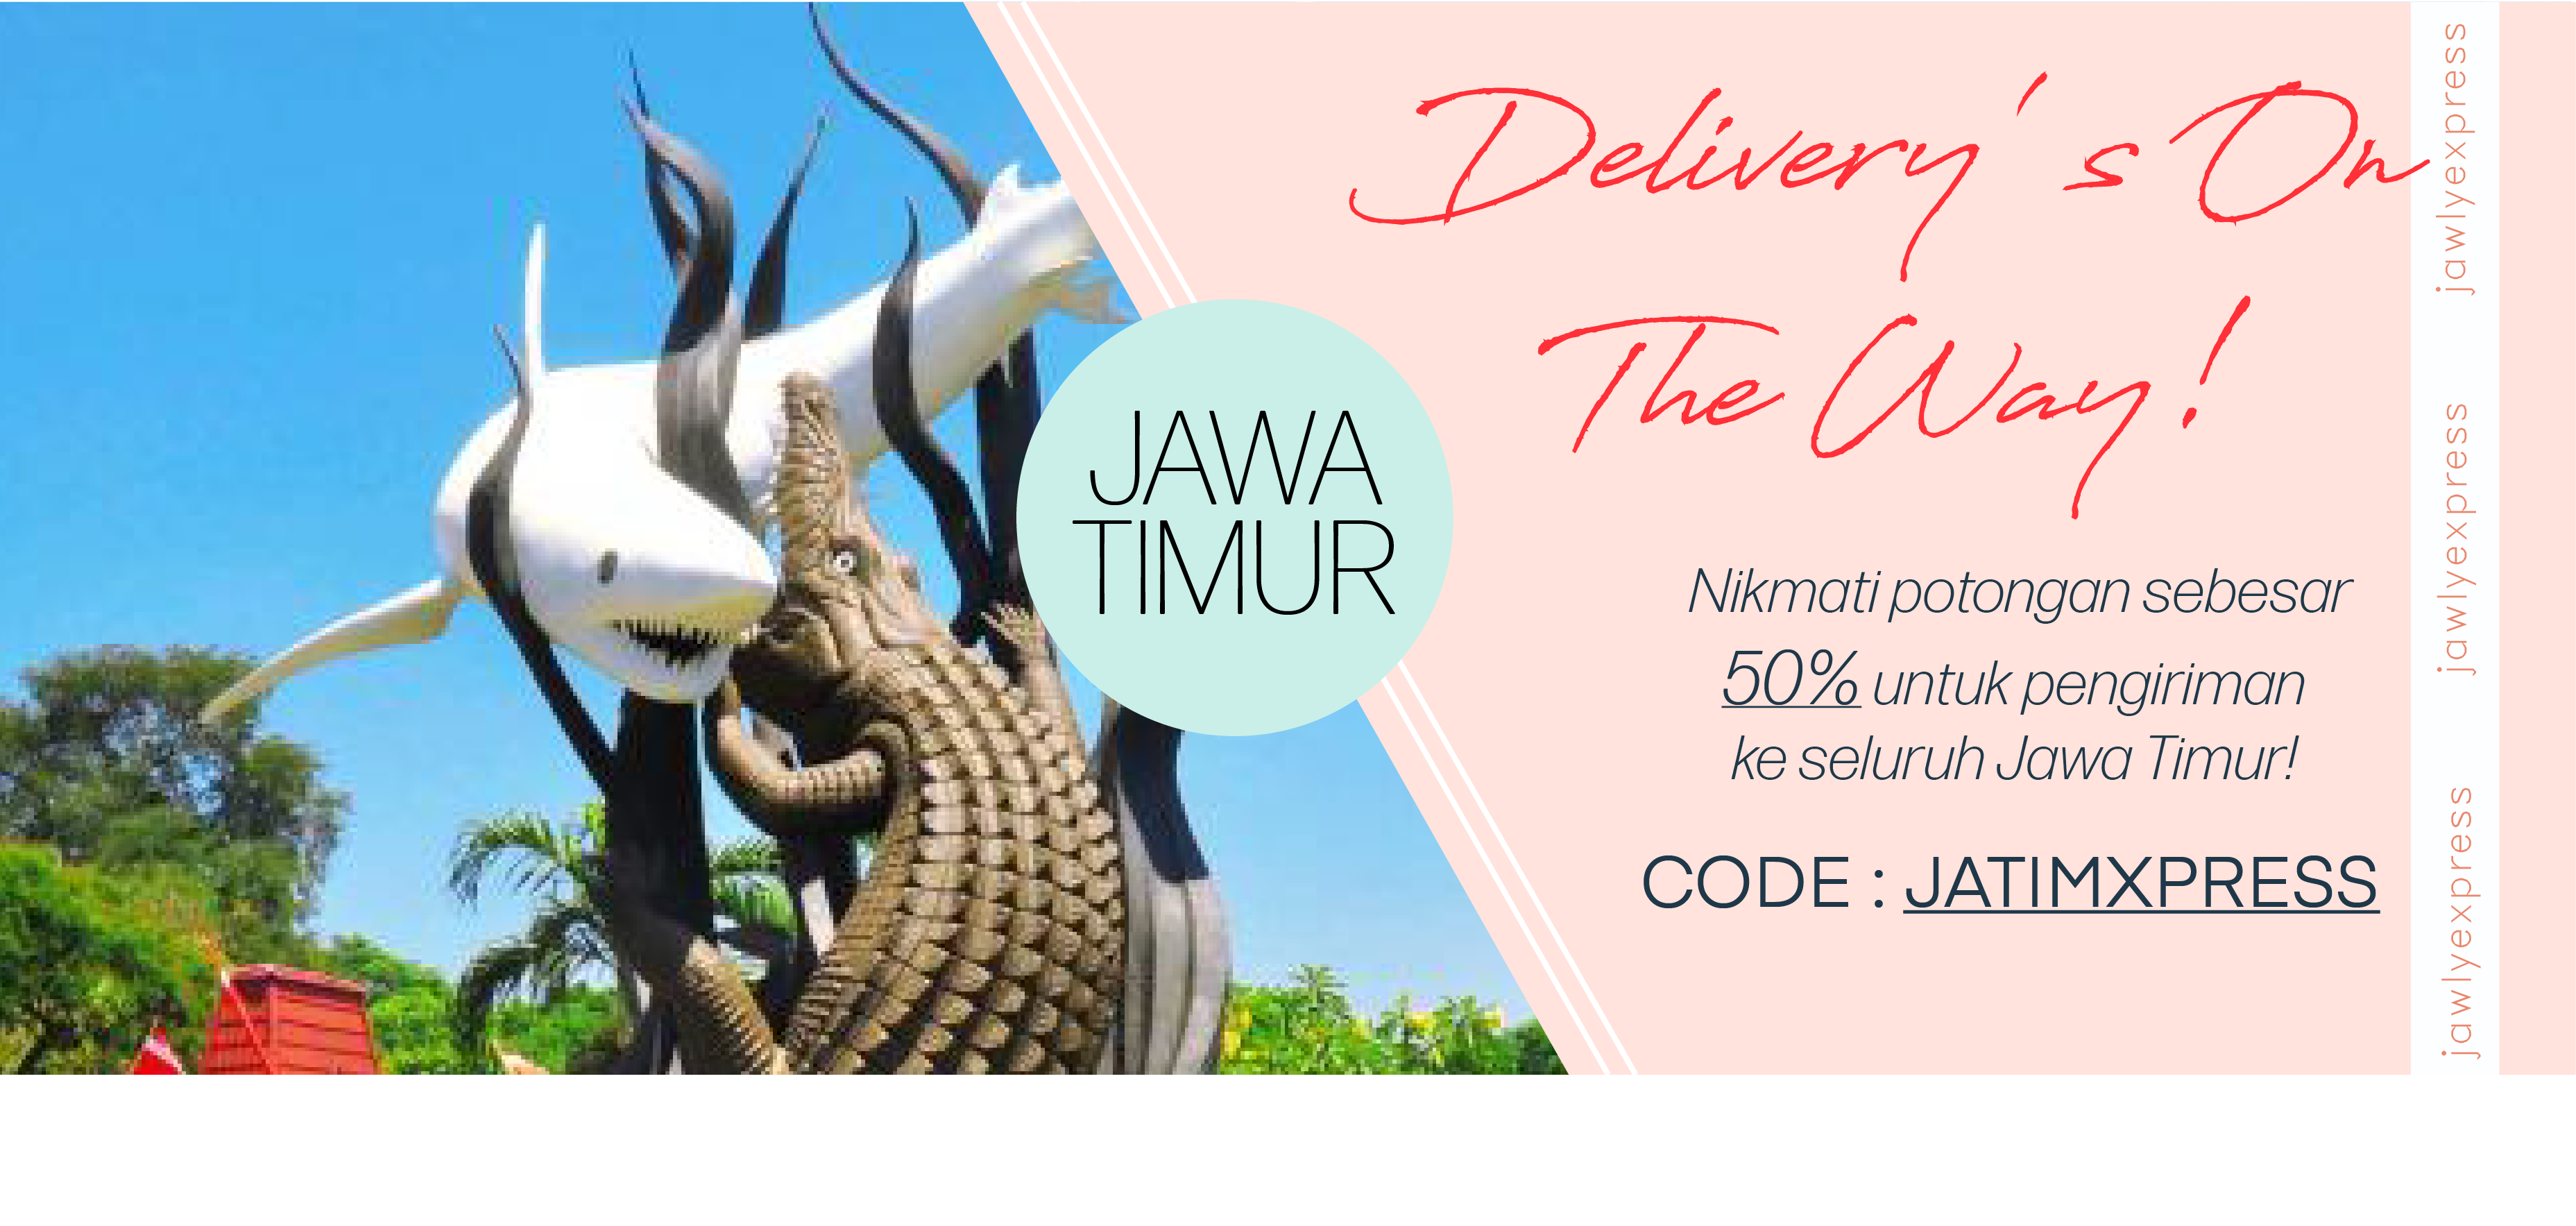 JAWA
TIMUR
Delivery's On
The Way!
Nikmati potongan sebesar
50% untuk pengiriman
ke seluruh Jawa Timur!
CODE : JATIMXPRESS
jawlyexpress
jawlyexpress
jawlyexpress